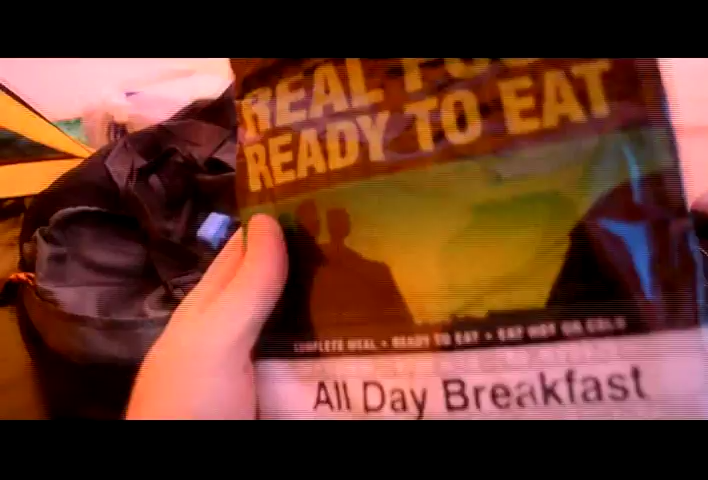 REAL
READY TO EAT
COMPLETE MEAL • READY TO EAT • EAT HOT OR COLD
All Day Breakfast